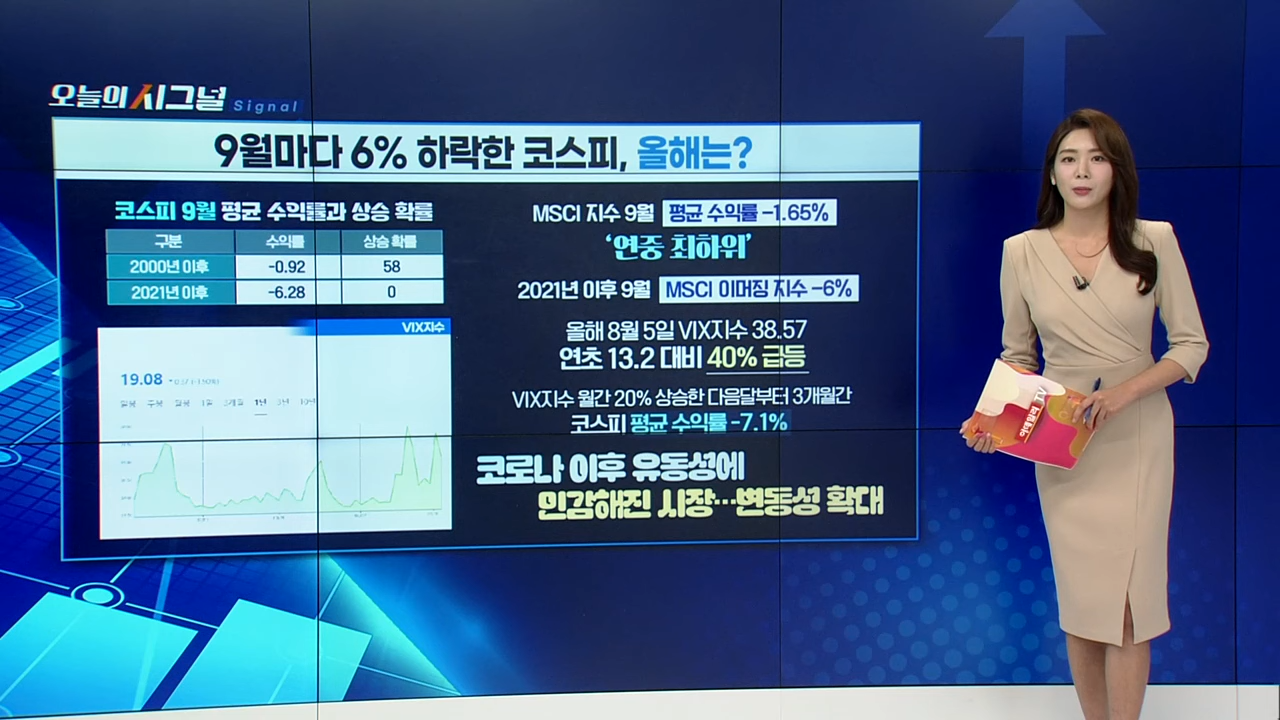 오늘의 시그널 Signal
9월마다 6% 하락한 코스피, 올해는?
코스피 9월 평균 수익률과 상승 확률
구분 수익률 상승 확률
2000년 이후 -0.92 58
2021년 이후 -6.28 0
VIX지수
19.08
1년
MSCI 지수 9월 평균 수익률 -1.65%
'연중 최하위'
2021년 이후 9월 MSCI 이머징 지수 -6%
올해 8월 5일 VIX지수 38.57
연초 13.2 대비 40% 급등
VIX지수 월간 20% 상승한 다음달부터 3개월간
코스피 평균 수익률 -7.1%
코로나 이후 유동성에
민감해진 시장…변동성 확대
이데일리 TV